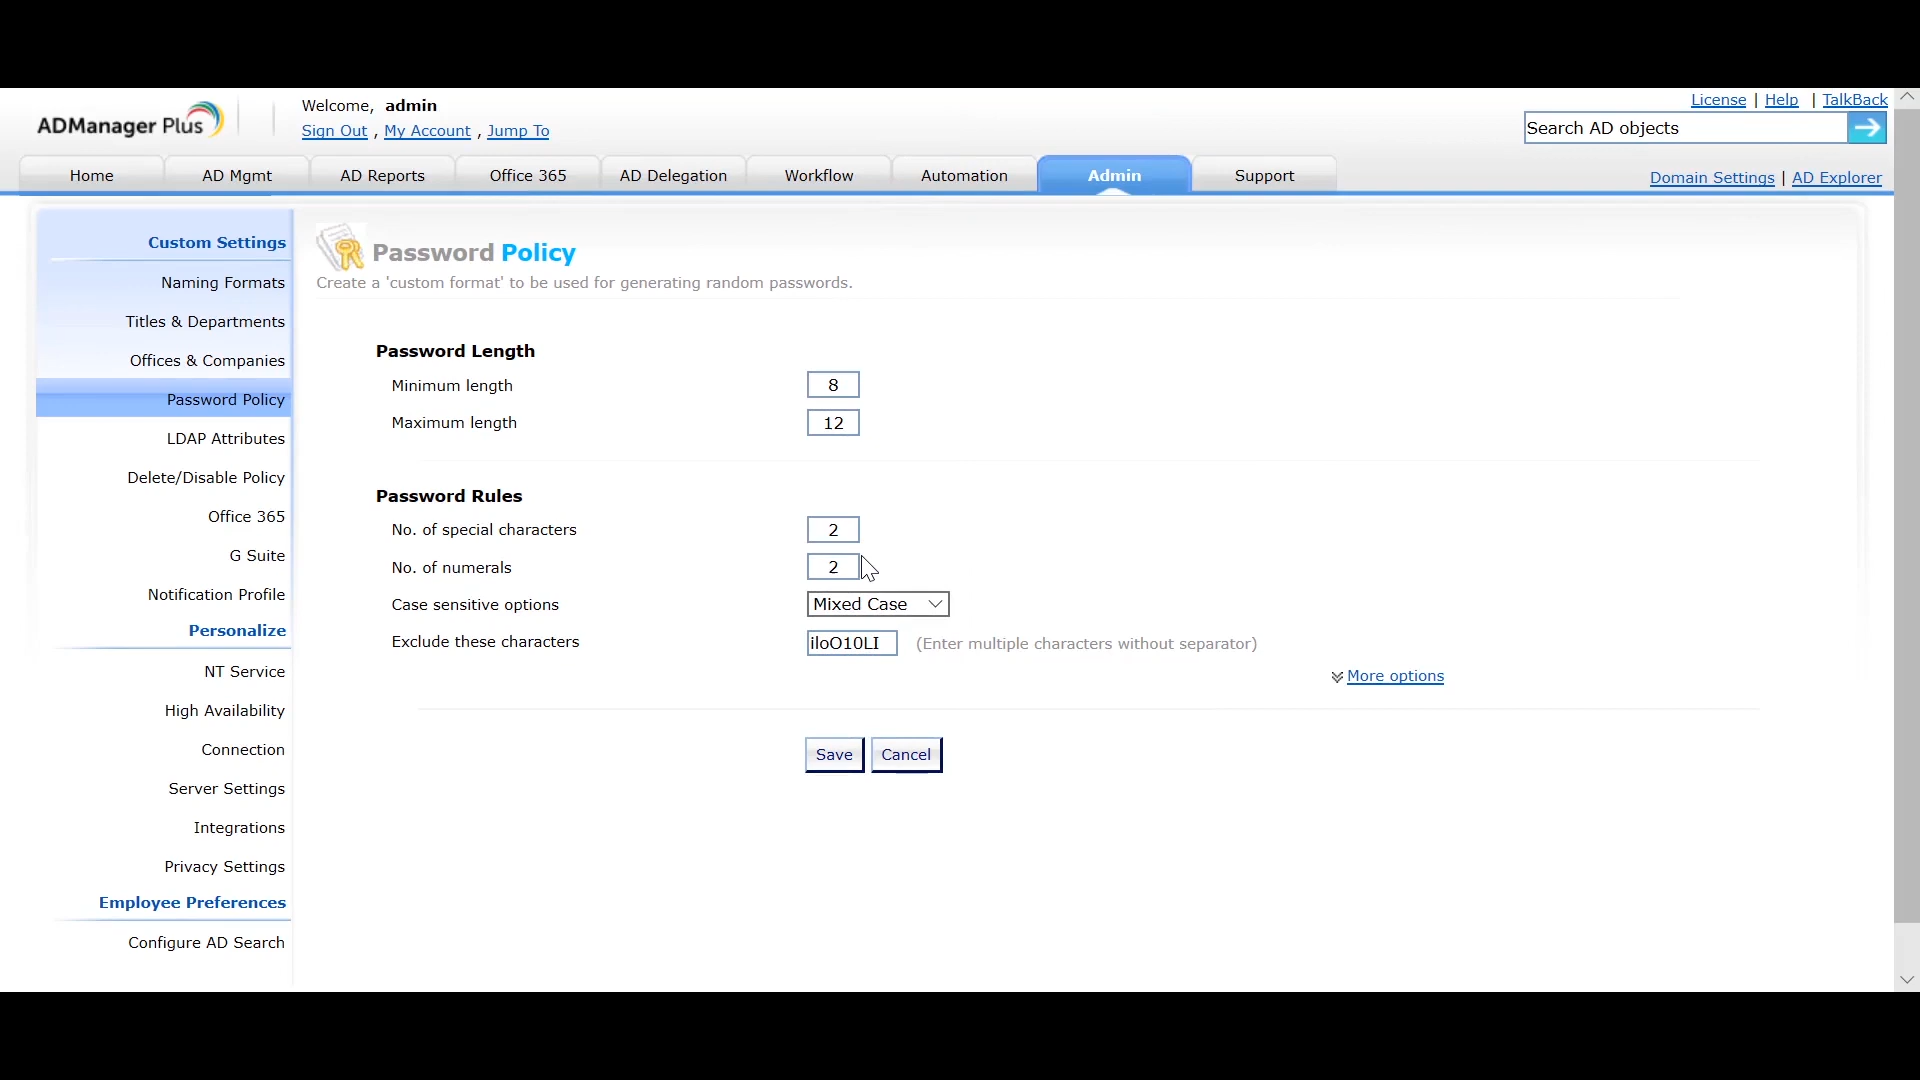 ADManager Plus
Welcome, admin
Sign Out , My Account , Jump To
License | Help | TalkBack
Search AD objects
Home AD Mgmt AD Reports Office 365 AD Delegation Workflow Automation Admin Support
Domain Settings | AD Explorer
Custom Settings
Naming Formats
Titles & Departments
Offices & Companies
Password Policy
LDAP Attributes
Delete/Disable Policy
Office 365
G Suite
Notification Profile
Personalize
NT Service
High Availability
Connection
Server Settings
Integrations
Privacy Settings
Employee Preferences
Configure AD Search
Password Policy
Create a 'custom format' to be used for generating random passwords.
Password Length
Minimum length 8
Maximum length 12
Password Rules
No. of special characters 2
No. of numerals 2
Case sensitive options Mixed Case
Exclude these characters iloO10LI (Enter multiple characters without separator)
More options
Save Cancel